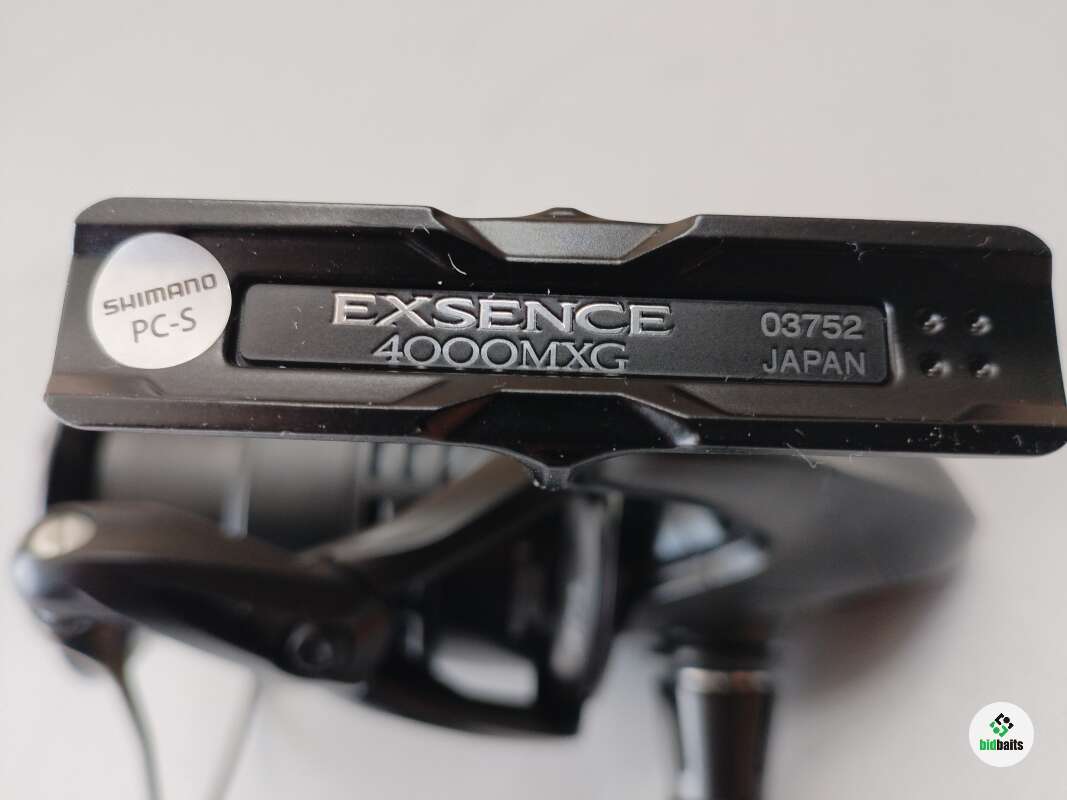 SHIMANO
PC-S
EXSENCE
4000MXG
03752
JAPAN
bidbaits